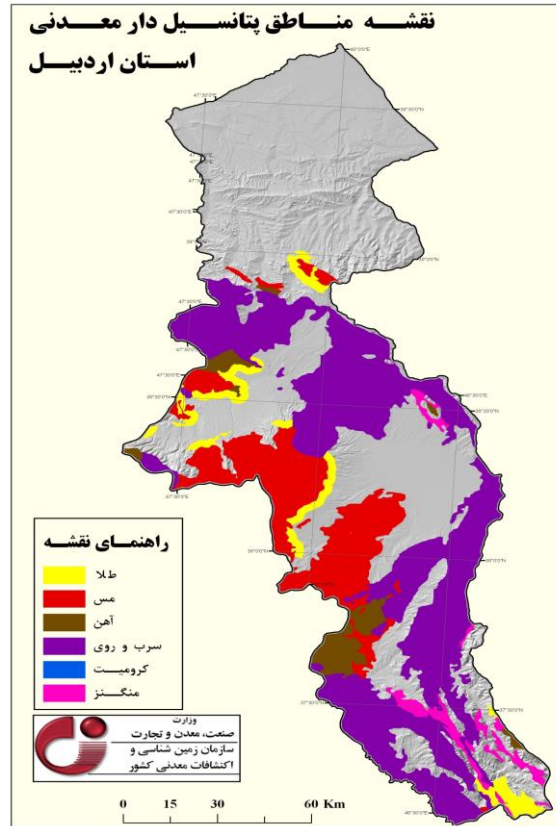 نقشه مناطق پتانسیل دار معدنی
استان اردبیل
راهنمای نقشه
طلا
مس
آهن
سرب و روی
کرومیت
منگنز
وزارت
صنعت، معدن و تجارت
سازمان زمین شناسی و
اکتشافات معدنی کشور
0 15 30 60 Km